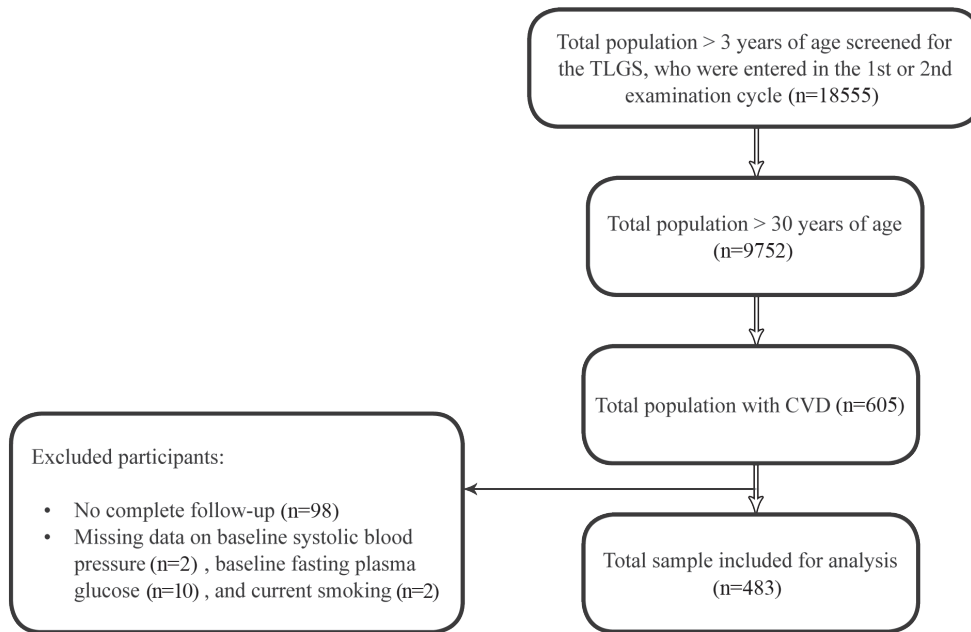 Total population > 3 years of age screened for
the TLGS, who were entered in the 1st or 2nd
examination cycle (n=18555)
Total population > 30 years of age
(n=9752)
Total population with CVD (n=605)
Excluded participants:
• No complete follow-up (n=98)
• Missing data on baseline systolic blood
pressure (n=2) , baseline fasting plasma
glucose (n=10) , and current smoking (n=2)
Total sample included for analysis
(n=483)